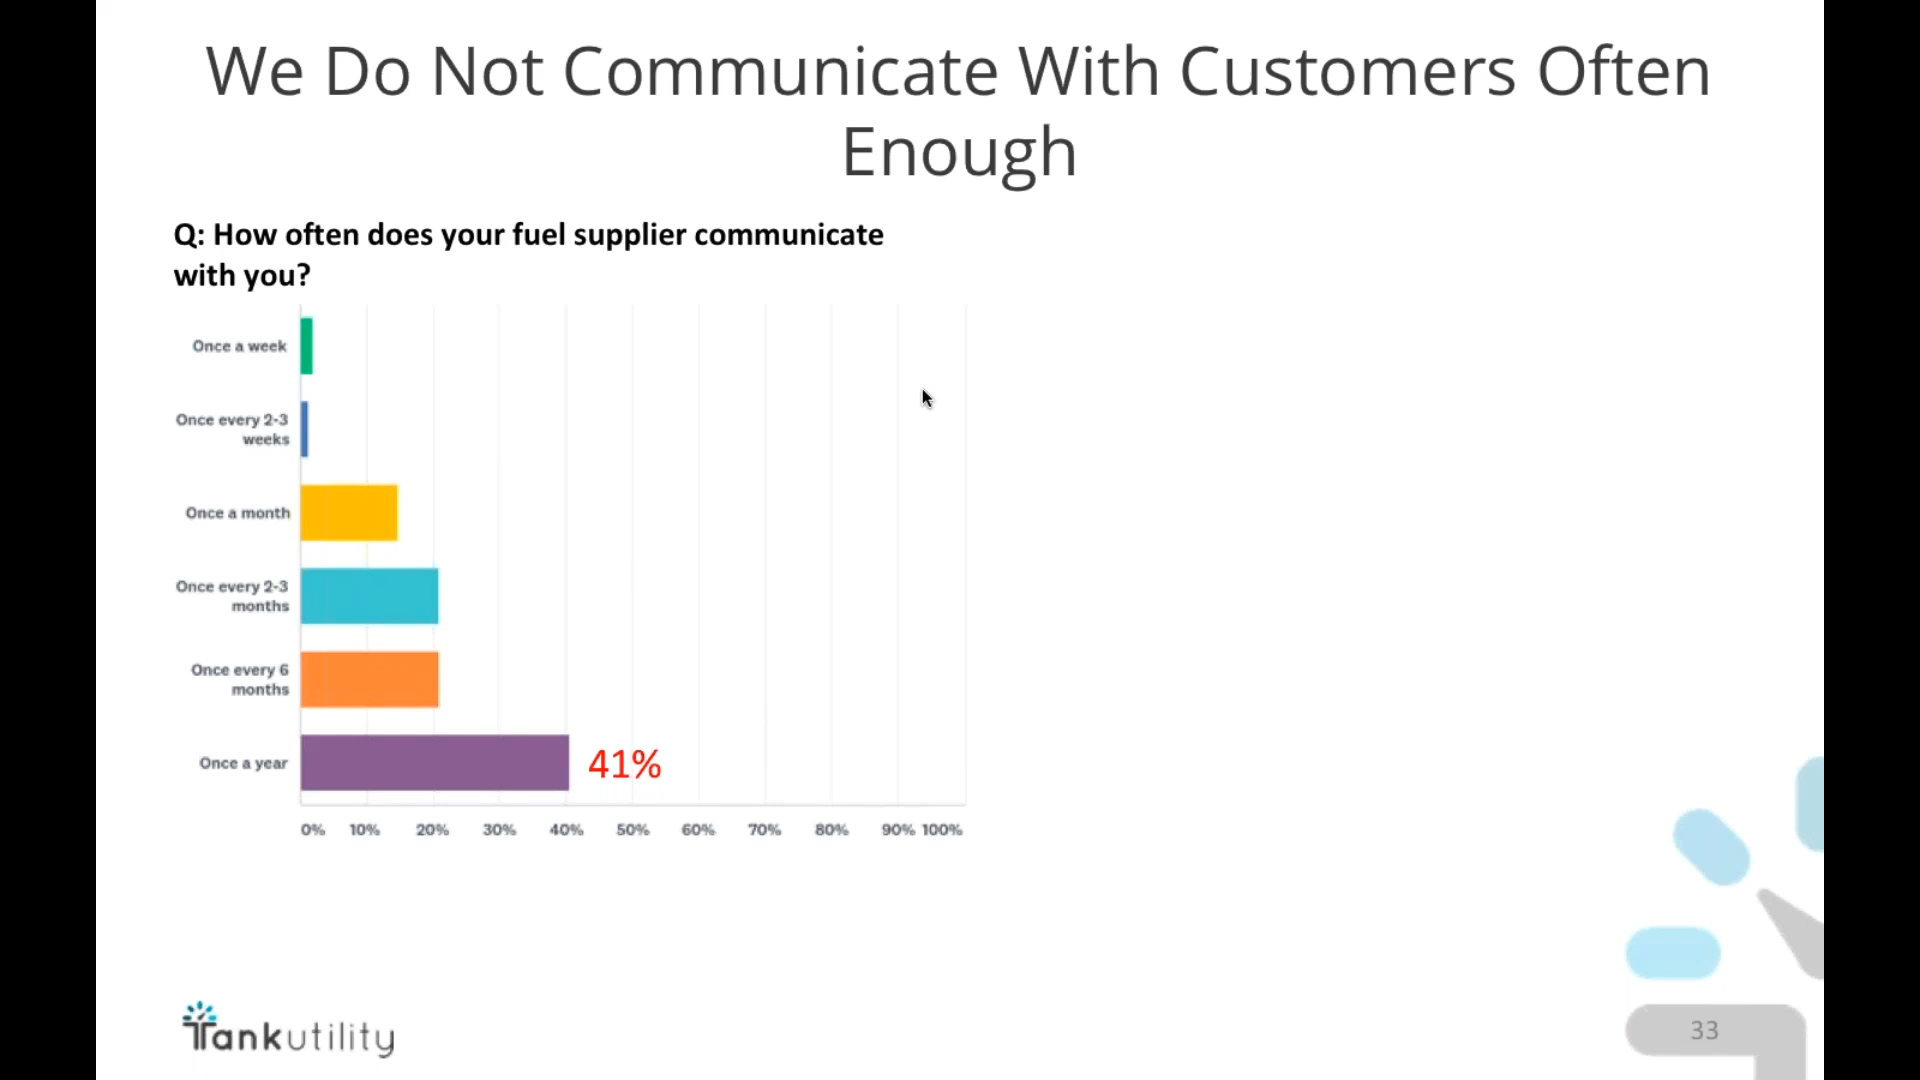 We Do Not Communicate With Customers Often
Enough
Q: How often does your fuel supplier communicate
with you?
Once a week
Once every 2-3
weeks
Once a month
Once every 2-3
months
Once every 6
months
Once a year
41%
0% 10% 20% 30% 40% 50% 60% 70% 80% 90% 100%
Tankutility
33